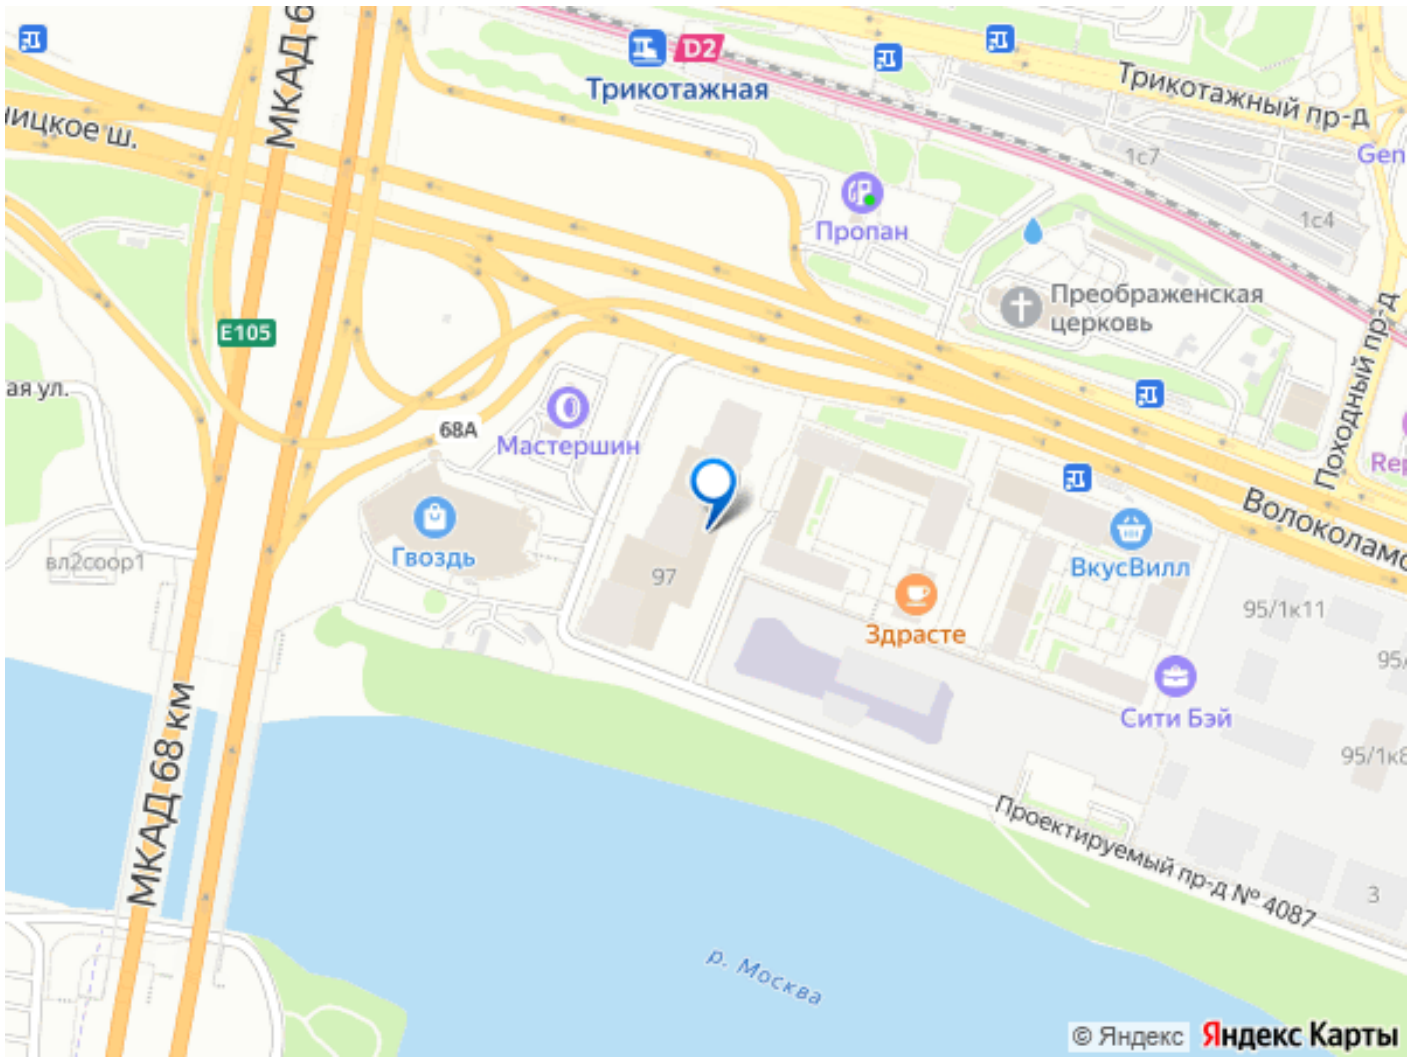 МКАД 6
D2
Трикотажная
Трикотажный пр-д
ницкое ш.
1с7
Gen
Пропан
1с4
Преображенская
церковь
E105
Походный пр-д
ая ул.
68А
Мастершин
Rep
Волоколамс
Гвоздь
вл2соор1
97
ВкусВилл
Здрасте
95/1к11
95/
Сити Бэй
МКАД 68 км
95/1к8
Проектируемый пр-д № 4087
3
р. Москва
© Яндекс Яндекс Карты